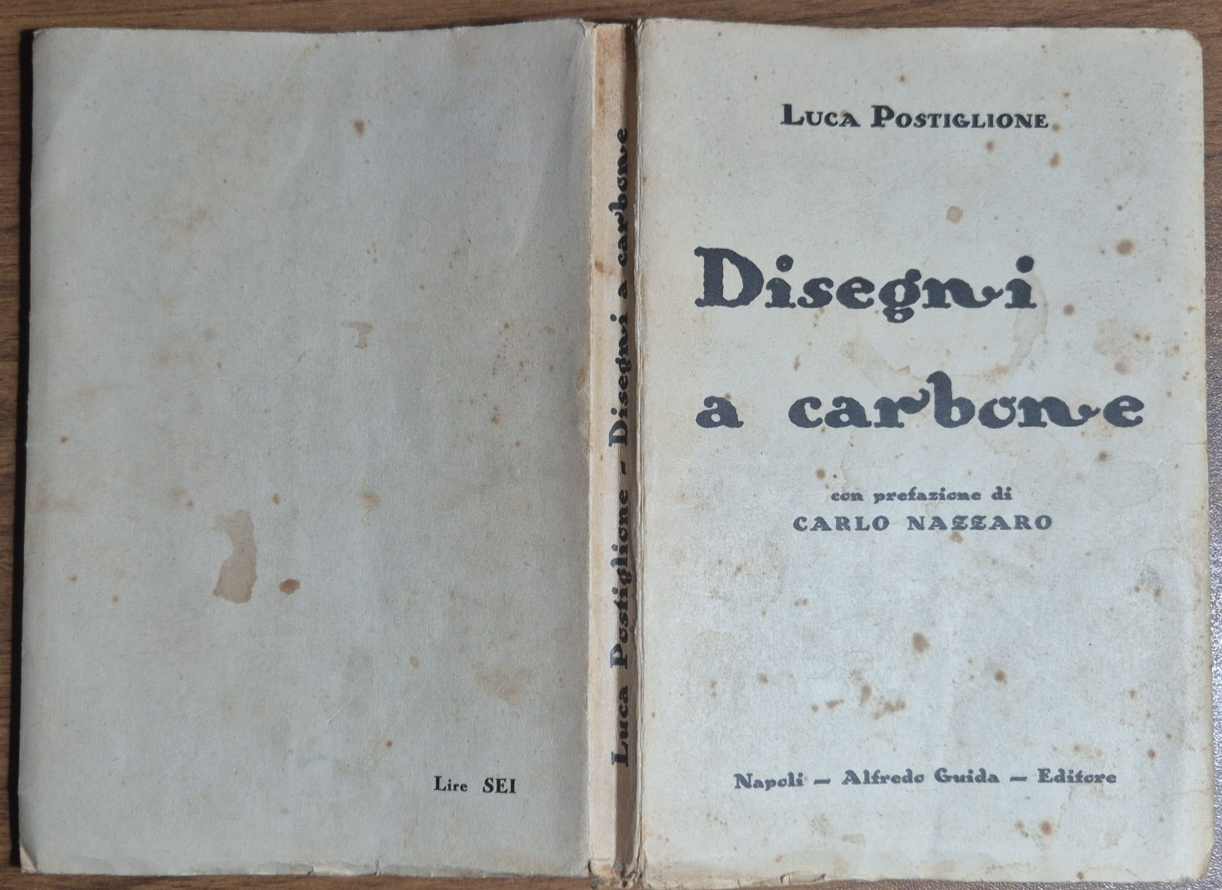 Lire SEI
Luca Postiglione - Disegni a carbone
LUCA POSTIGLIONE
Disegni
a carbone
con prefazione di
CARLO NAZZARO
Napoli — Alfredo Guida — Editore